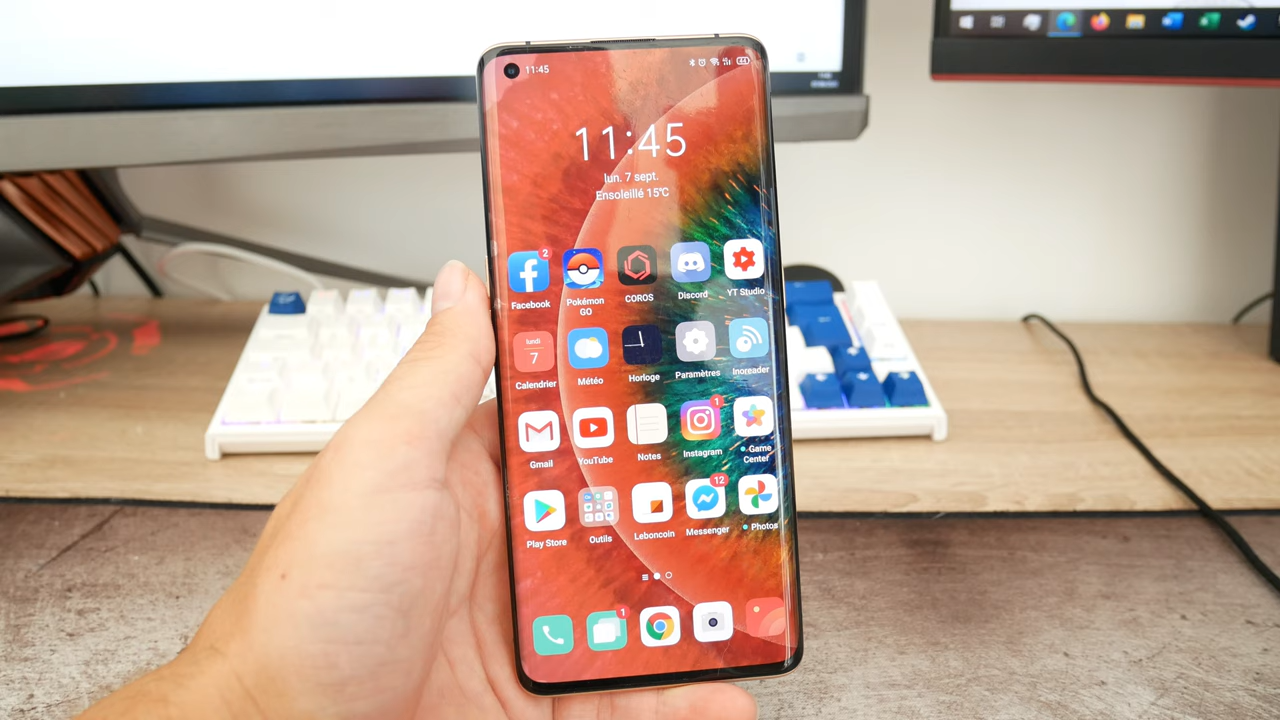 11:45
44
11:45
lun. 7 sept.
Ensoleillé 15°C
2
Facebook
Pokémon
GO
COROS
Discord
YT Studio
lundi
7
Calendrier
Météo
Horloge
Paramètres
Inoreader
1
Gmail
YouTube
Notes
Instagram
Game
Center
12
Play Store
Outils
Leboncoin
Messenger
Photos
1